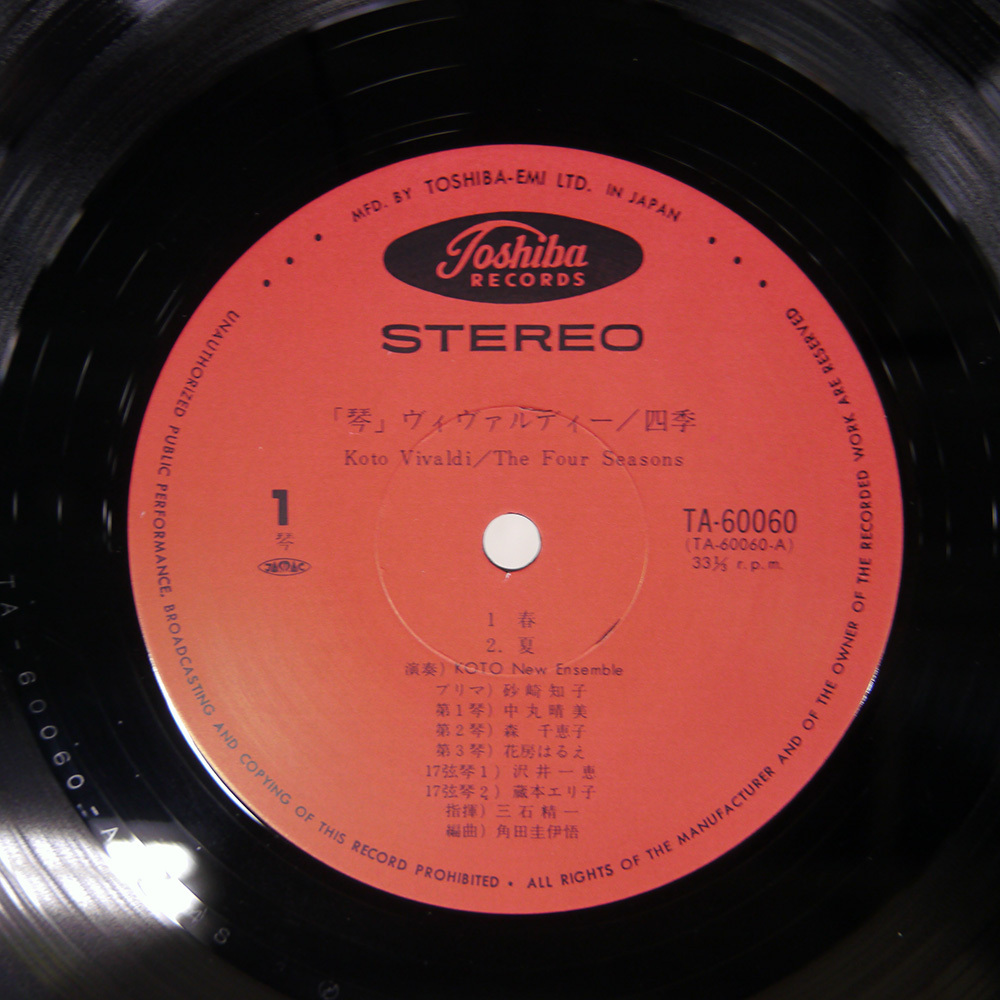 MFD. BY TOSHIBA-EMI LTD. IN JAPAN
Toshiba
RECORDS
STEREO
「琴」ヴィヴァルディー／四季
Koto Vivaldi／The Four Seasons
1
琴
TA-60060
(TA-60060-A)
33⅓ r.p.m.
1 春
2. 夏
演奏) KOTO New Ensemble
プリマ) 砂崎知子
第1琴) 中丸晴美
第2琴) 森 千恵子
第3琴) 花房はるえ
17弦琴1) 沢井一恵
17弦琴2) 蔵本エリ子
指揮) 三石精一
編曲) 角田圭伊悟
UNAUTHORIZED PUBLIC PERFORMANCE, BROADCASTING AND COPYING OF THIS RECORD PROHIBITED • ALL RIGHTS OF THE MANUFACTURER AND OF THE OWNER OF THE RECORDED WORK ARE RESERVED
TA-60060-A